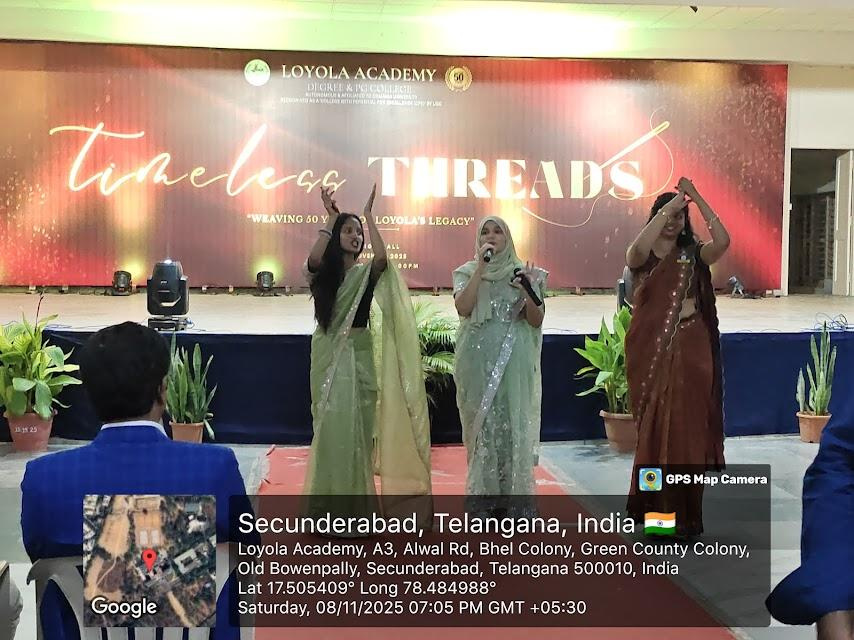 LOYOLA ACADEMY
DEGREE & PG COLLEGE
AUTONOMOUS & AFFILIATED TO OSMANIA UNIVERSITY
RECOGNISED AS A "COLLEGE WITH POTENTIAL FOR EXCELLENCE (CPE)" BY UGC
50
Timeless THREADS
"WEAVING 50 LOYOLA'S LEGACY"
GPS Map Camera
Secunderabad, Telangana, India
Loyola Academy, A3, Alwal Rd, Bhel Colony, Green County Colony,
Old Bowenpally, Secunderabad, Telangana 500010, India
Lat 17.505409° Long 78.484988°
Saturday, 08/11/2025 07:05 PM GMT +05:30
Google